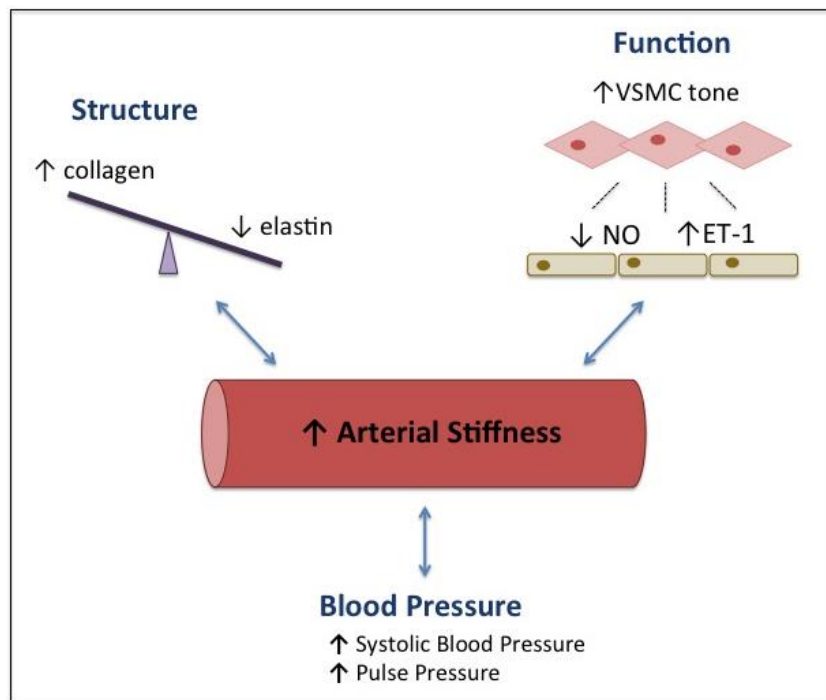 Structure
↑ collagen
↓ elastin
Function
↑VSMC tone
↓ NO ↑ET-1
↑ Arterial Stiffness
Blood Pressure
↑ Systolic Blood Pressure
↑ Pulse Pressure